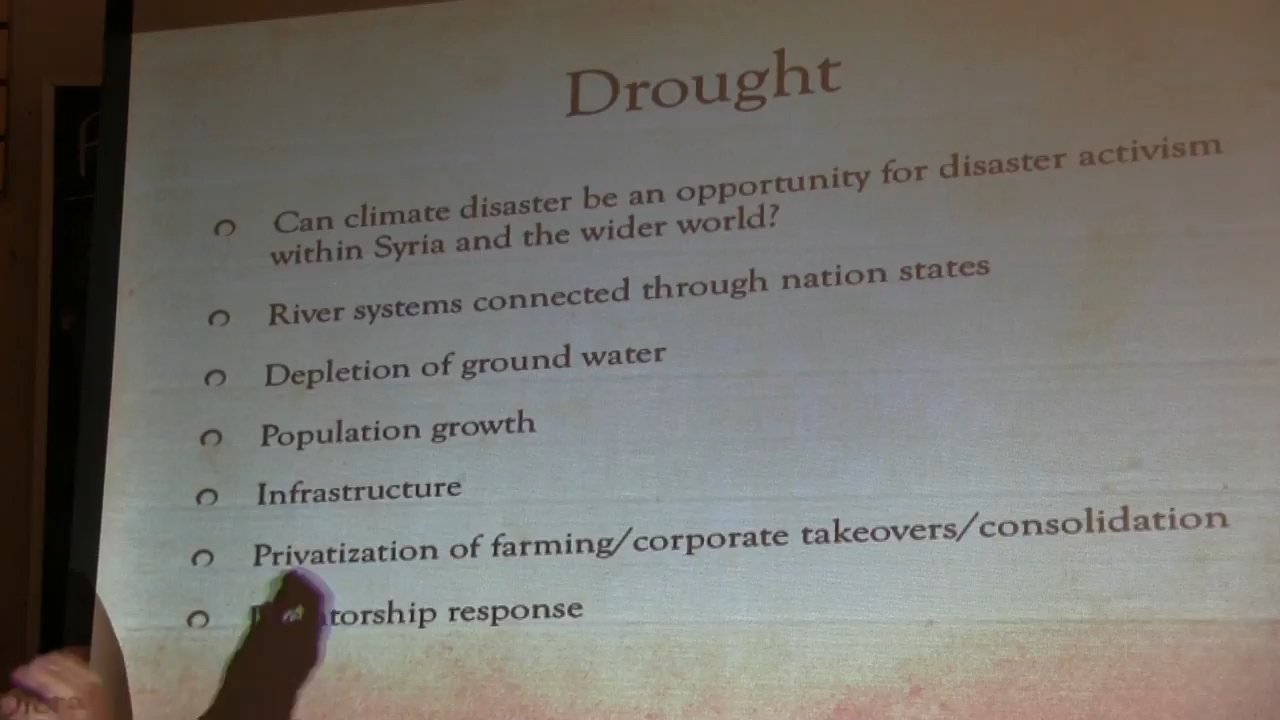 Drought
Can climate disaster be an opportunity for disaster activism
within Syria and the wider world?
River systems connected through nation states
Depletion of ground water
Population growth
Infrastructure
Privatization of farming/corporate takeovers/consolidation
response